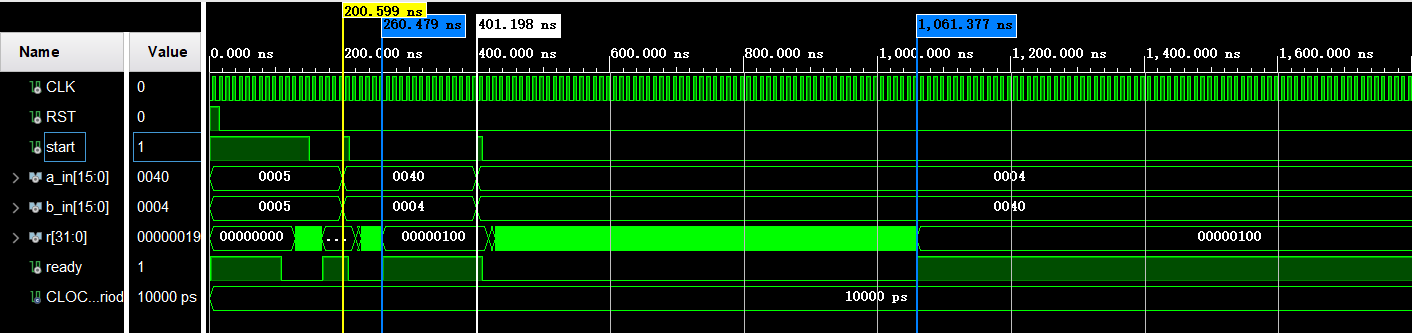 200.599 ns
260.479 ns 401.198 ns 1,061.377 ns
Name Value 0.000 ns 200.000 ns 400.000 ns 600.000 ns 800.000 ns 1,000.000 ns 1,200.000 ns 1,400.000 ns 1,600.000 ns
CLK 0
RST 0
start 1
a_in[15:0] 0040 0005 0040 0004
b_in[15:0] 0004 0005 0004 0040
r[31:0] 00000019 00000000 ... 00000100 00000100
ready 1
CLOC...riod 10000 ps 10000 ps